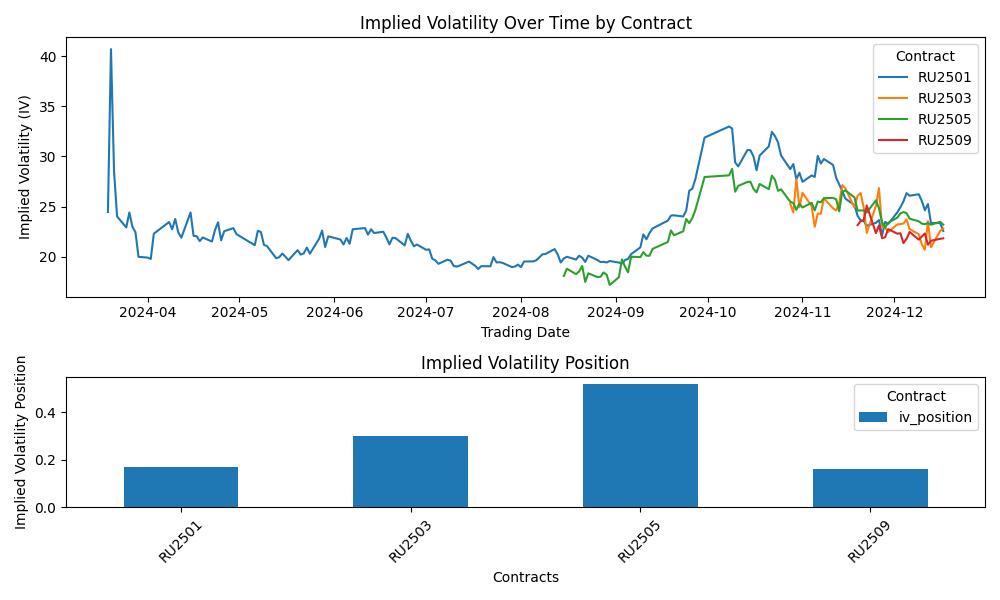 Implied Volatility Over Time by Contract
Implied Volatility (IV)
40
35
30
25
20
Contract
RU2501
RU2503
RU2505
RU2509
2024-04 2024-05 2024-06 2024-07 2024-08 2024-09 2024-10 2024-11 2024-12
Trading Date
Implied Volatility Position
Implied Volatility Position
0.4
0.2
0.0
Contract
iv_position
RU2501 RU2503 RU2505 RU2509
Contracts